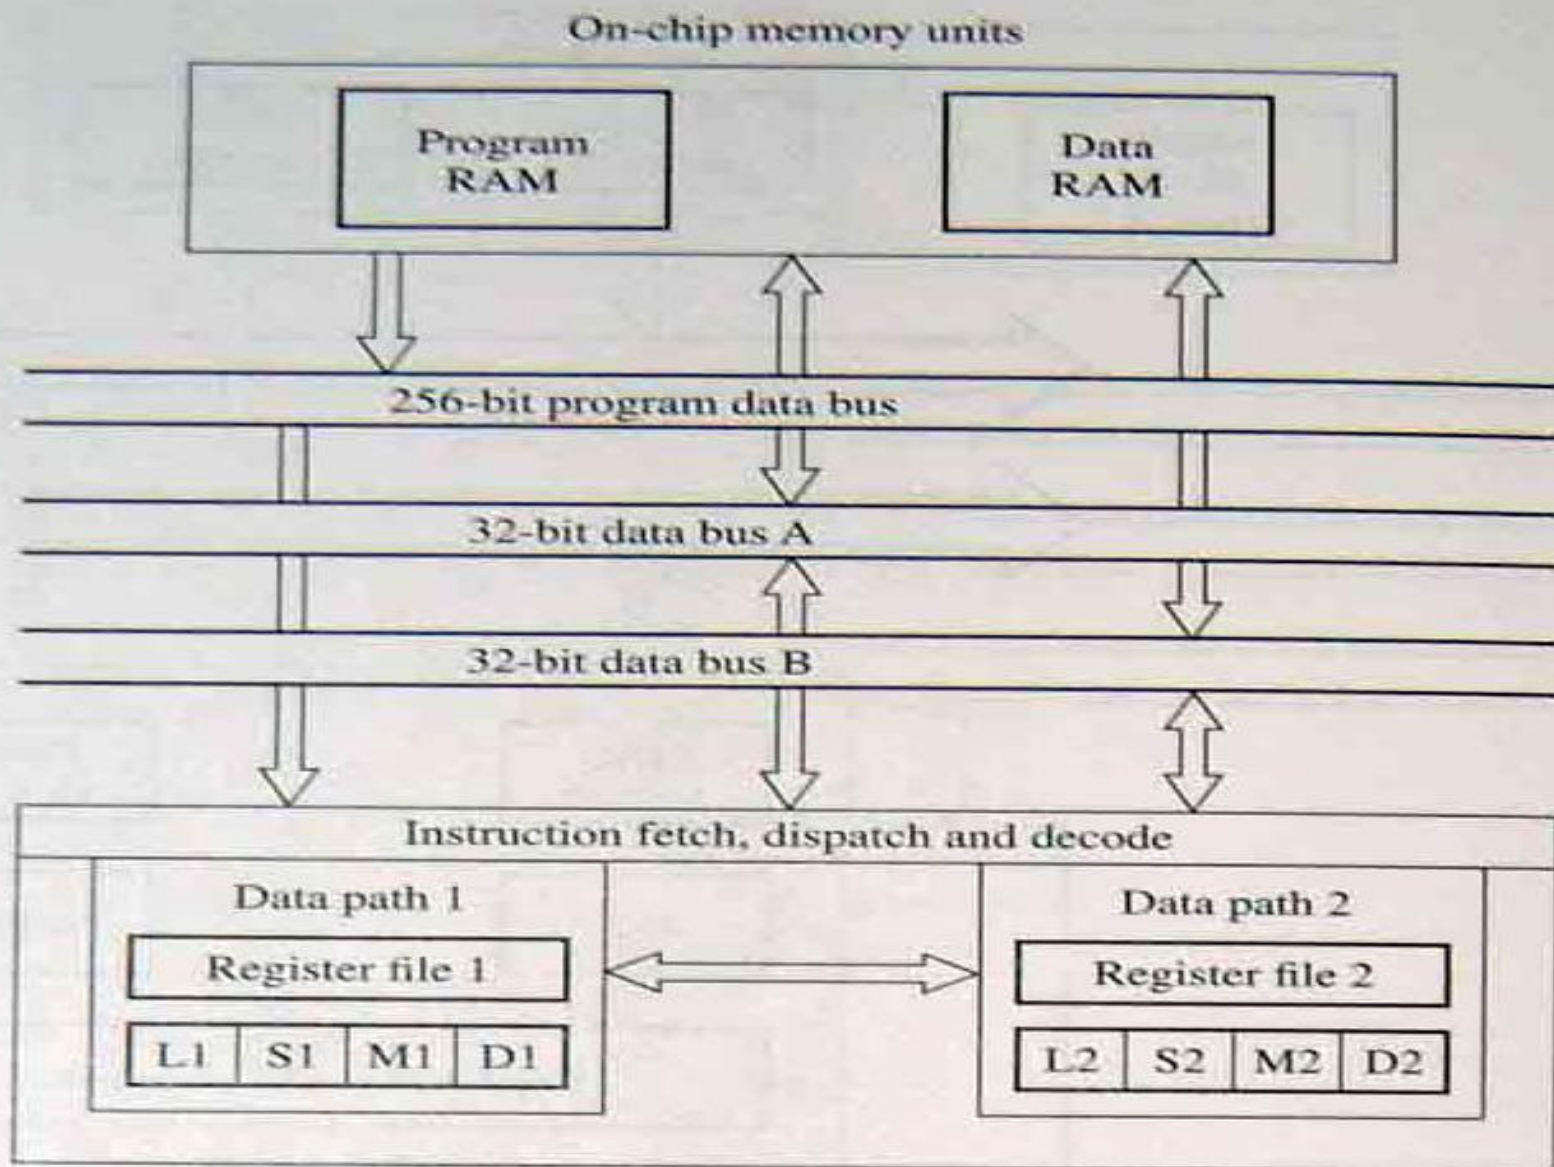 On-chip memory units
Program
RAM
Data
RAM
256-bit program data bus
32-bit data bus A
32-bit data bus B
Instruction fetch, dispatch and decode
Data path 1
Data path 2
Register file 1
Register file 2
L1 S1 M1 D1
L2 S2 M2 D2